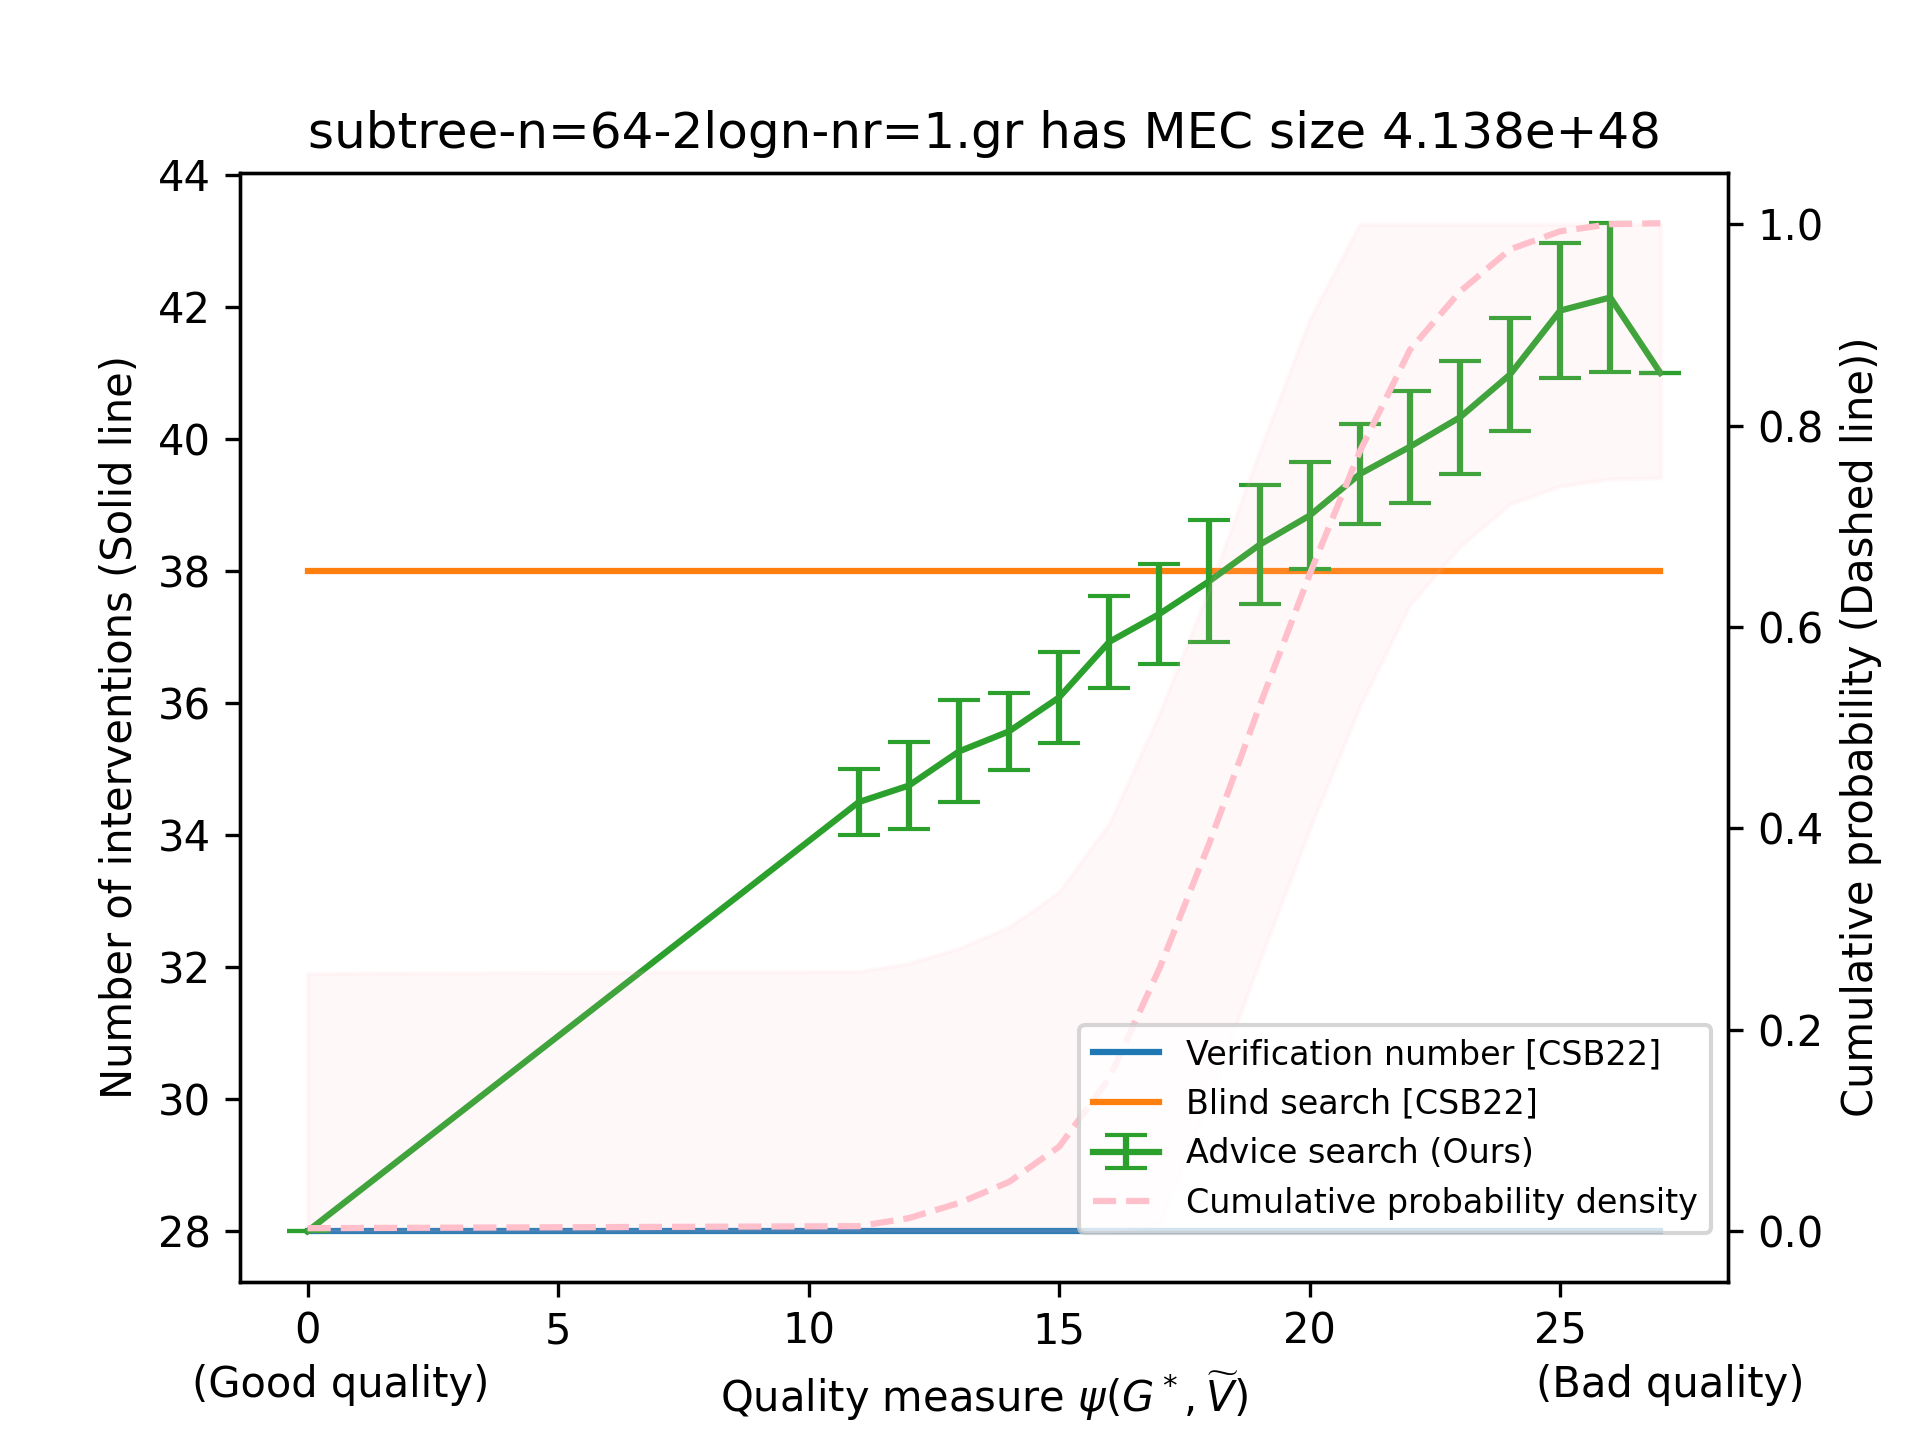 subtree-n=64-2logn-nr=1.gr has MEC size 4.138e+48
44
42
40
38
36
34
32
30
28
Number of interventions (Solid line)
1.0
0.8
0.6
0.4
0.2
0.0
Cumulative probability (Dashed line))
Verification number [CSB22]
Blind search [CSB22]
Advice search (Ours)
Cumulative probability density
0 5 10 15 20 25
(Good quality) (Bad quality)
Quality measure ψ(G*, Ṽ)